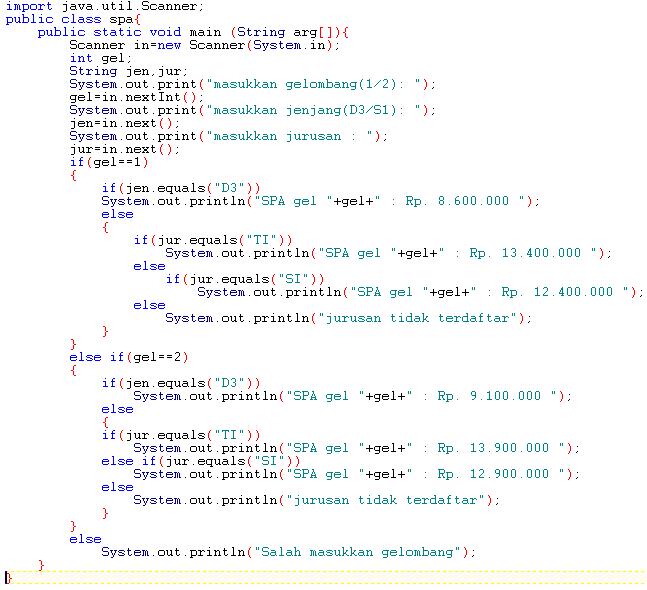 import java.util.Scanner;
public class spa{
    public static void main (String arg[]){
        Scanner in=new Scanner(System.in);
        int gel;
        String jen,jur;
        System.out.print("masukkan gelombang(1/2): ");
        gel=in.nextInt();
        System.out.print("masukkan jenjang(D3/S1): ");
        jen=in.next();
        System.out.print("masukkan jurusan : ");
        jur=in.next();
        if(gel==1)
        {
            if(jen.equals("D3"))
            System.out.println("SPA gel "+gel+" : Rp. 8.600.000 ");
            else
            {
                if(jur.equals("TI"))
                    System.out.println("SPA gel "+gel+" : Rp. 13.400.000 ");
                else
                    if(jur.equals("SI"))
                        System.out.println("SPA gel "+gel+" : Rp. 12.400.000 ");
                else
                    System.out.println("jurusan tidak terdaftar");
            }
        }
        else if(gel==2)
        {
            if(jen.equals("D3"))
                System.out.println("SPA gel "+gel+" : Rp. 9.100.000 ");
            else
            {
            if(jur.equals("TI"))
                System.out.println("SPA gel "+gel+" : Rp. 13.900.000 ");
            else if(jur.equals("SI"))
                System.out.println("SPA gel "+gel+" : Rp. 12.900.000 ");
            else
                System.out.println("jurusan tidak terdaftar");
            }
        }
        else
            System.out.println("Salah masukkan gelombang");
    }
}